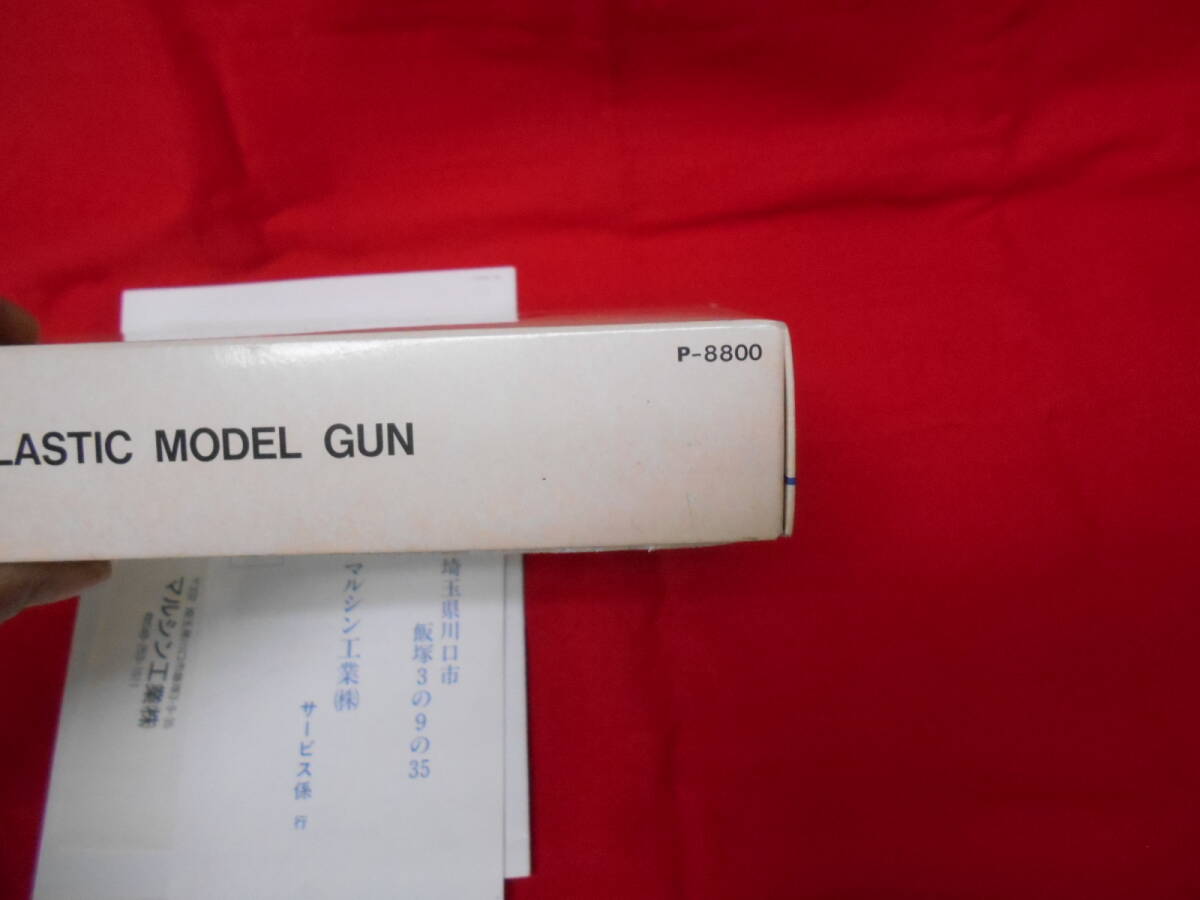 P-8800
LASTIC MODEL GUN
埼玉県川口市
飯塚3の9の35
マルシン工業㈱
サービス係 行
マルシン工業㈱